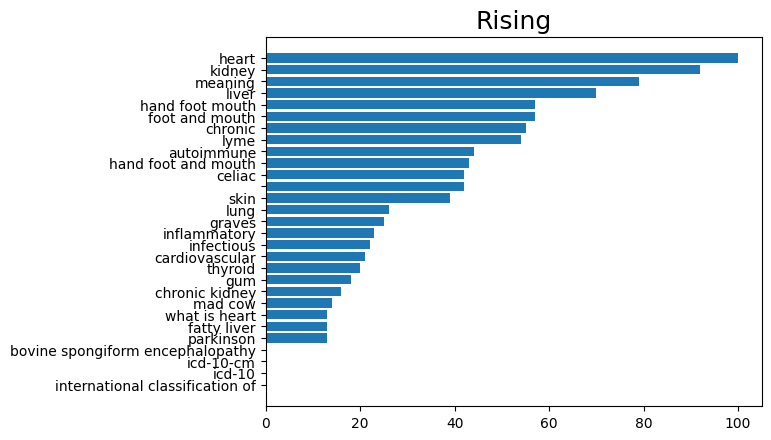 Rising
heart
kidney
meaning
liver
hand foot mouth
foot and mouth
chronic
lyme
autoimmune
hand foot and mouth
celiac
skin
lung
graves
inflammatory
infectious
cardiovascular
thyroid
gum
chronic kidney
mad cow
what is heart
fatty liver
parkinson
bovine spongiform encephalopathy
icd-10-cm
icd-10
international classification of
0 20 40 60 80 100